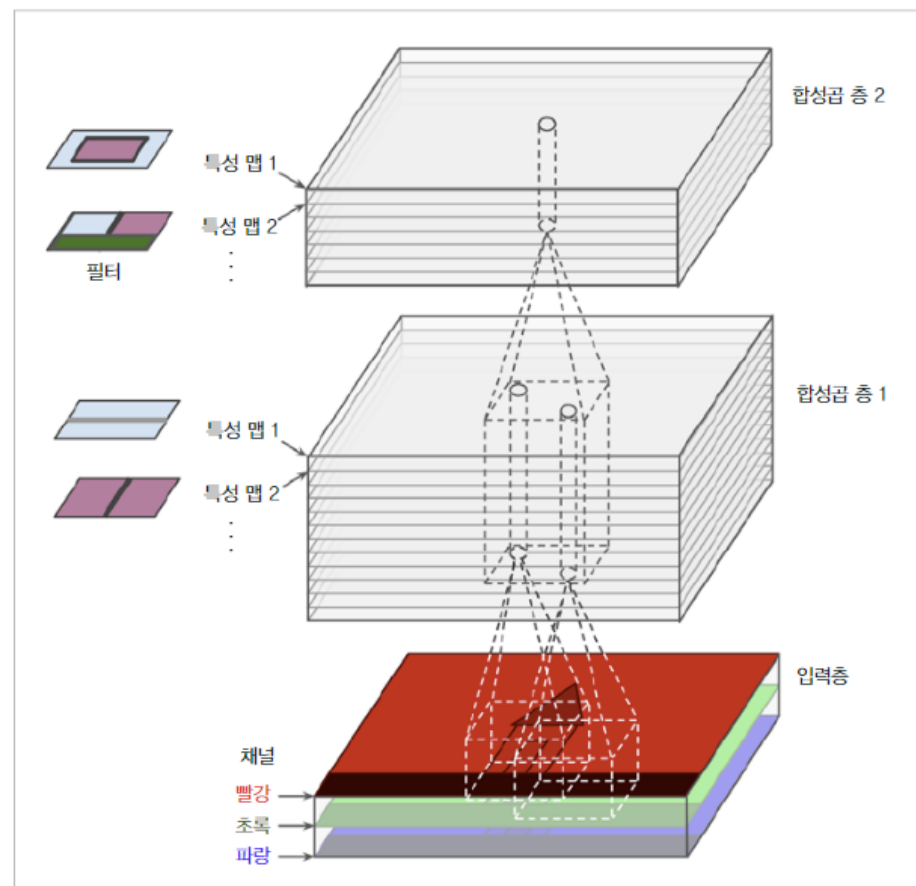 합성곱 층 2
특성 맵 1
특성 맵 2
필터
합성곱 층 1
특성 맵 1
특성 맵 2
입력층
채널
빨강
초록
파랑